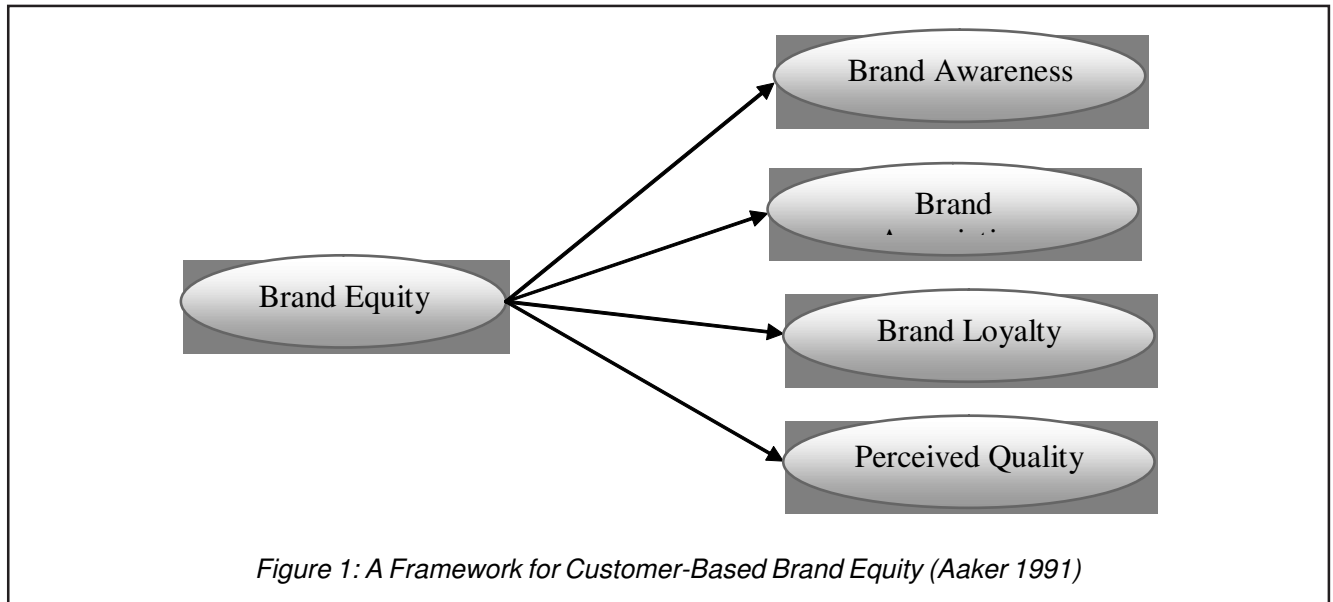 Brand Awareness
Brand
Brand Equity
Brand Loyalty
Perceived Quality
Figure 1: A Framework for Customer-Based Brand Equity (Aaker 1991)